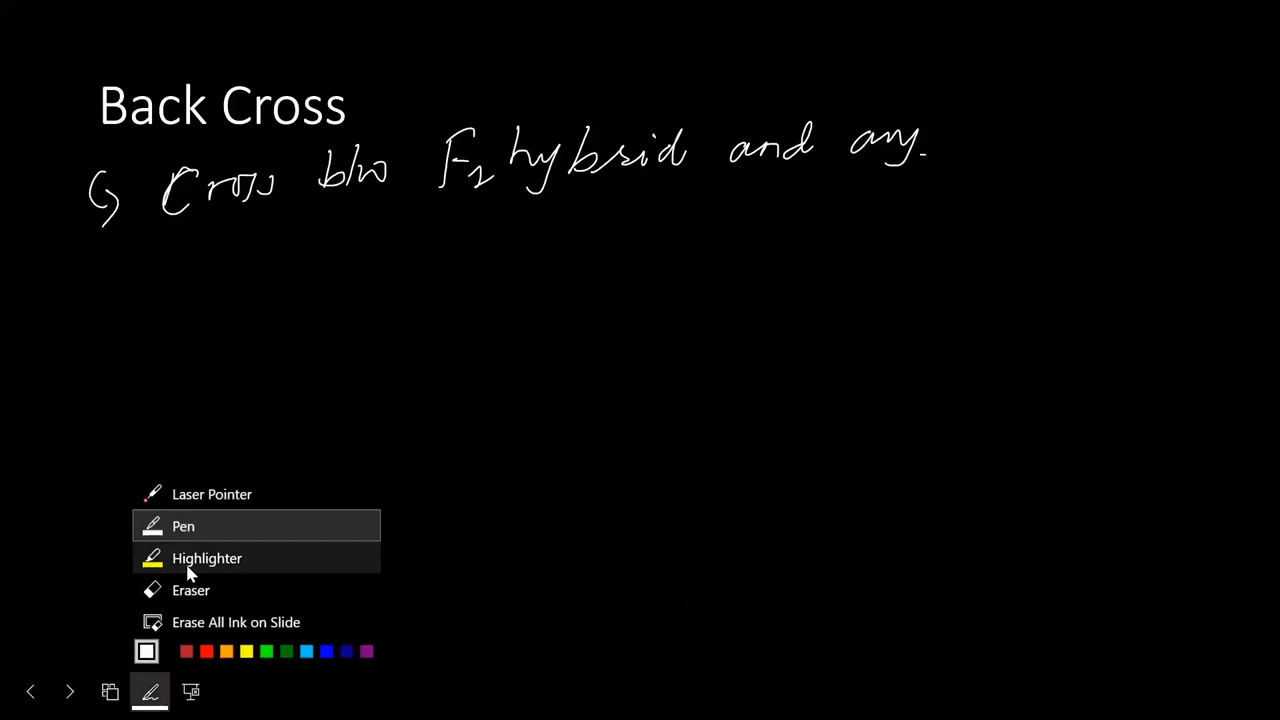 Back Cross
↳ Cross b/w F1 hybrid and any.
Laser Pointer
Pen
Highlighter
Eraser
Erase All Ink on Slide